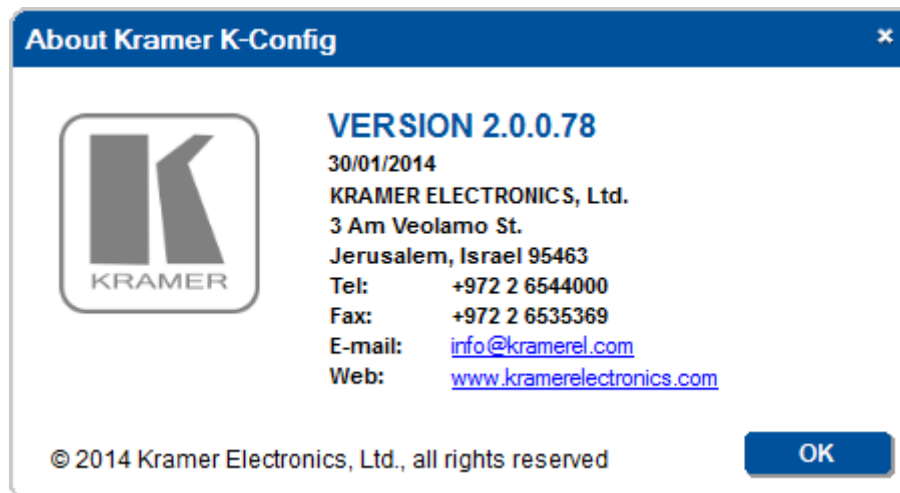 About Kramer K-Config
KRAMER
VERSION 2.0.0.78
30/01/2014
KRAMER ELECTRONICS, Ltd.
3 Am Veolamo St.
Jerusalem, Israel 95463
Tel: +972 2 6544000
Fax: +972 2 6535369
E-mail: info@kramerel.com
Web: www.kramerelectronics.com
© 2014 Kramer Electronics, Ltd., all rights reserved
OK